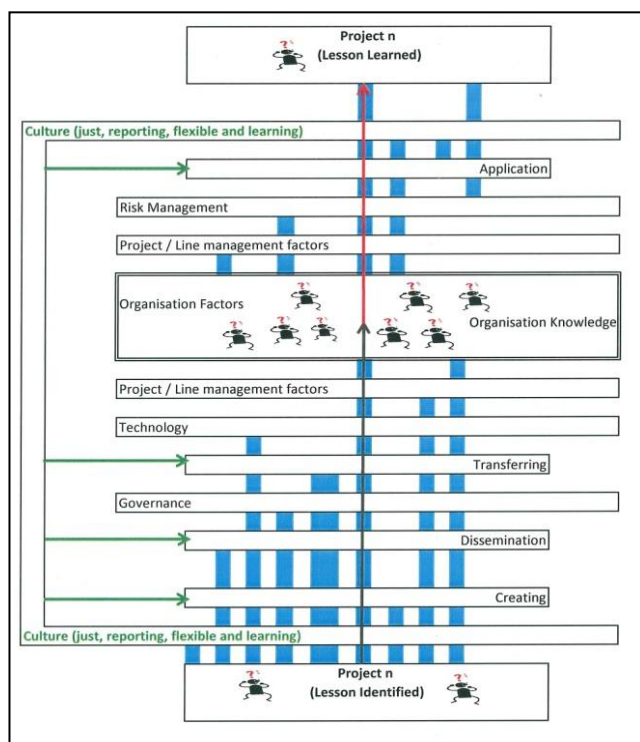 Project n
(Lesson Learned)
Culture (just, reporting, flexible and learning)
Application
Risk Management
Project / Line management factors
Organisation Factors
Organisation Knowledge
Project / Line management factors
Technology
Transferring
Governance
Dissemination
Creating
Culture (just, reporting, flexible and learning)
Project n
(Lesson Identified)